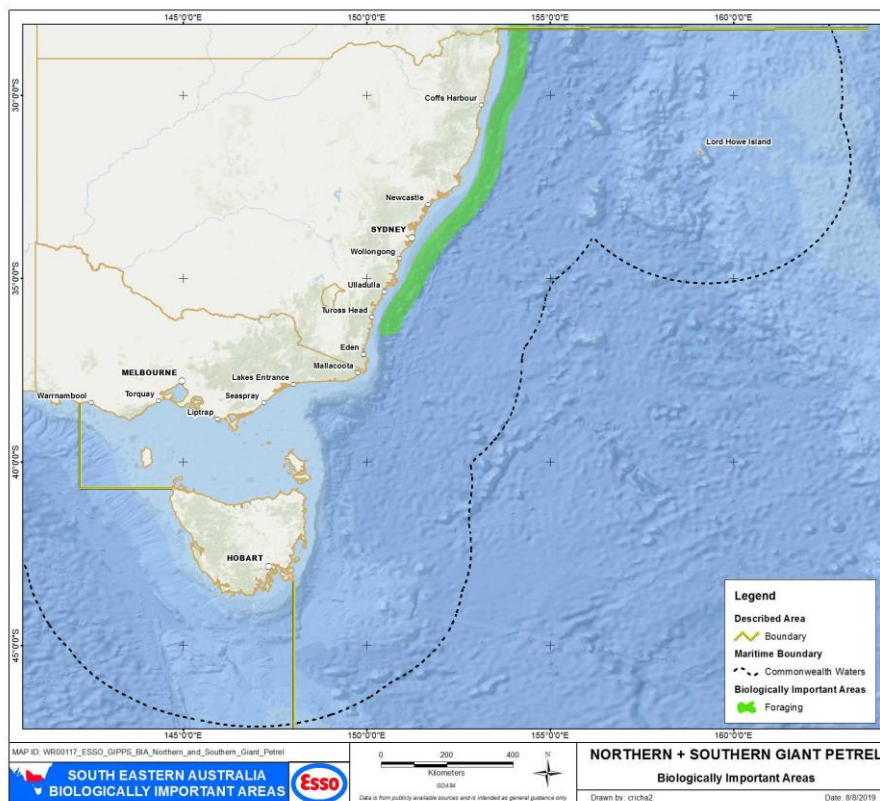 145°0'0"E
150°0'0"E
155°0'0"E
160°0'0"E
30°0'0"S
35°0'0"S
40°0'0"S
45°0'0"S
Coffs Harbour
Lord Howe Island
Newcastle
SYDNEY
Wollongong
Ulladulla
Tuross Head
Eden
MELBOURNE
Mallacoota
Lakes Entrance
Warrnambool
Torquay
Seaspray
Liptrap
HOBART
Legend
Described Area
Boundary
Maritime Boundary
Commonwealth Waters
Biologically Important Areas
Foraging
145°0'0"E
150°0'0"E
155°0'0"E
160°0'0"E
MAP ID: WR00117_ESSO_GIPPS_BIA_Northern_and_Southern_Giant_Petrel
SOUTH EASTERN AUSTRALIA
BIOLOGICALLY IMPORTANT AREAS
Esso
0 200 400
Kilometers
GDA94
N
Data is from publicly available sources and is intended as general guidance only
NORTHERN + SOUTHERN GIANT PETREL
Biologically Important Areas
Drawn by: cricha2
Date: 8/8/2019